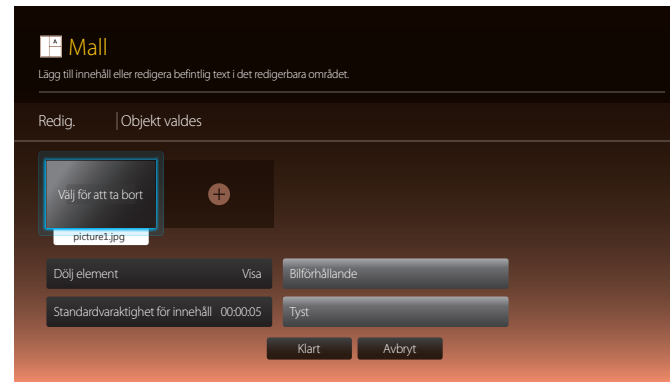 Mall
Lägg till innehåll eller redigera befintlig text i det redigerbara området.
Redig. Objekt valdes
Välj för att ta bort
picture1.jpg
Dölj element Visa Bilförhållande
Standardvaraktighet för innehåll 00:00:05 Tyst
Klart Avbryt